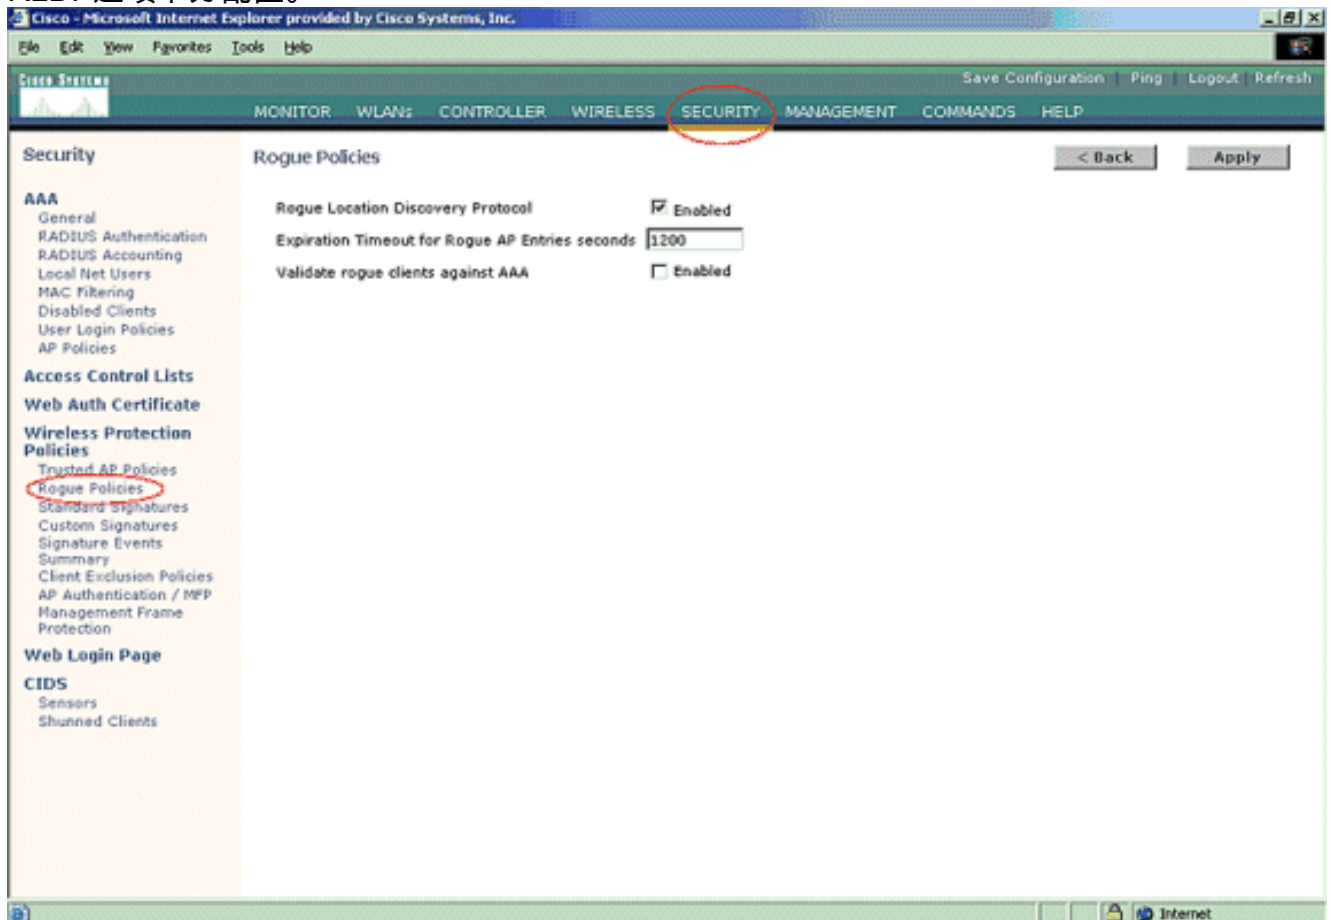 Cisco - Microsoft Internet Explorer provided by Cisco Systems, Inc.
File Edit View Favorites Tools Help
CISCO SYSTEMS
Save Configuration | Ping | Logout | Refresh
MONITOR WLANs CONTROLLER WIRELESS SECURITY MANAGEMENT COMMANDS HELP
Security
AAA
General
RADIUS Authentication
RADIUS Accounting
Local Net Users
MAC Filtering
Disabled Clients
User Login Policies
AP Policies
Access Control Lists
Web Auth Certificate
Wireless Protection
Policies
Trusted AP Policies
Rogue Policies
Standard Signatures
Custom Signatures
Signature Events
Summary
Client Exclusion Policies
AP Authentication / MFP
Management Frame
Protection
Web Login Page
CIDS
Sensors
Shunned Clients
Rogue Policies
< Back Apply
Rogue Location Discovery Protocol Enabled
Expiration Timeout for Rogue AP Entries seconds 1200
Validate rogue clients against AAA Enabled
Internet